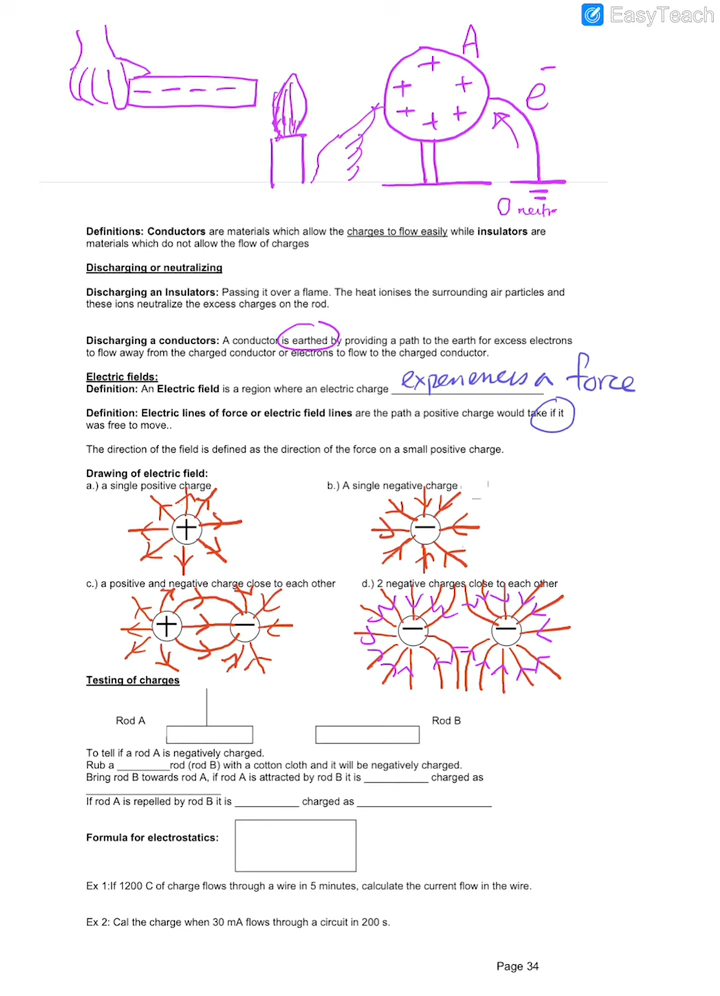 EasyTeach
A
e⁻
0 neutr
Definitions: Conductors are materials which allow the charges to flow easily while insulators are
materials which do not allow the flow of charges
Discharging or neutralizing
Discharging an Insulators: Passing it over a flame. The heat ionises the surrounding air particles and
these ions neutralize the excess charges on the rod.
Discharging a conductors: A conductor is earthed by providing a path to the earth for excess electrons
to flow away from the charged conductor or electrons to flow to the charged conductor.
Electric fields:
Definition: An Electric field is a region where an electric charge experiences a force
Definition: Electric lines of force or electric field lines are the path a positive charge would take if it
was free to move..
The direction of the field is defined as the direction of the force on a small positive charge.
Drawing of electric field:
a.) a single positive charge b.) A single negative charge
c.) a positive and negative charge close to each other d.) 2 negative charges close to each other
Testing of charges
Rod A Rod B
To tell if a rod A is negatively charged.
Rub a _________rod (rod B) with a cotton cloth and it will be negatively charged.
Bring rod B towards rod A, if rod A is attracted by rod B it is ___________ charged as
_______________________
If rod A is repelled by rod B it is ___________ charged as _______________________
Formula for electrostatics:
Ex 1:If 1200 C of charge flows through a wire in 5 minutes, calculate the current flow in the wire.
Ex 2: Cal the charge when 30 mA flows through a circuit in 200 s.
Page 34